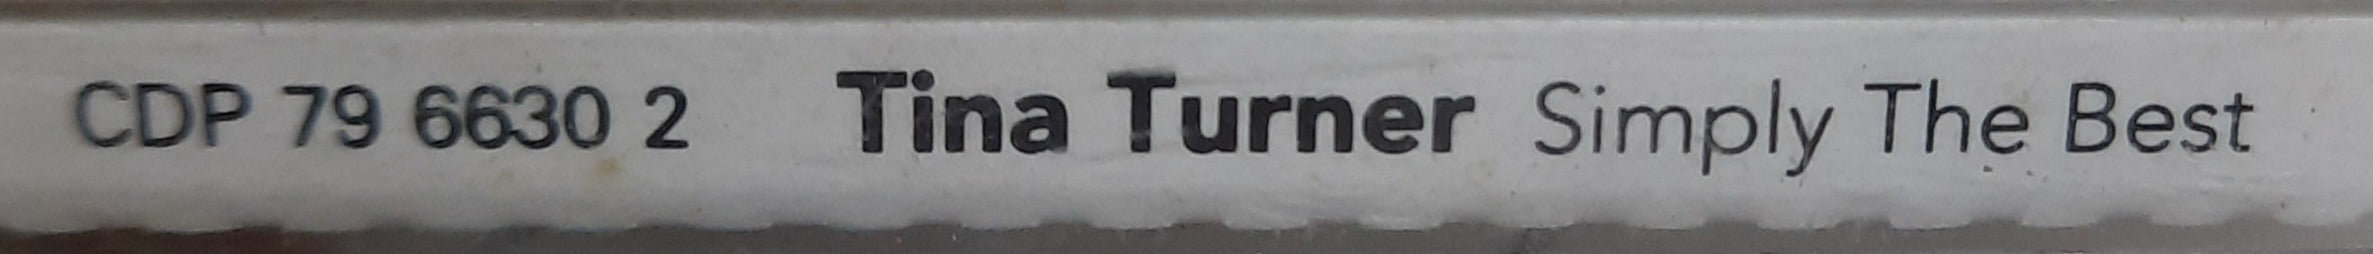 CDP 79 6630 2 Tina Turner Simply The Best